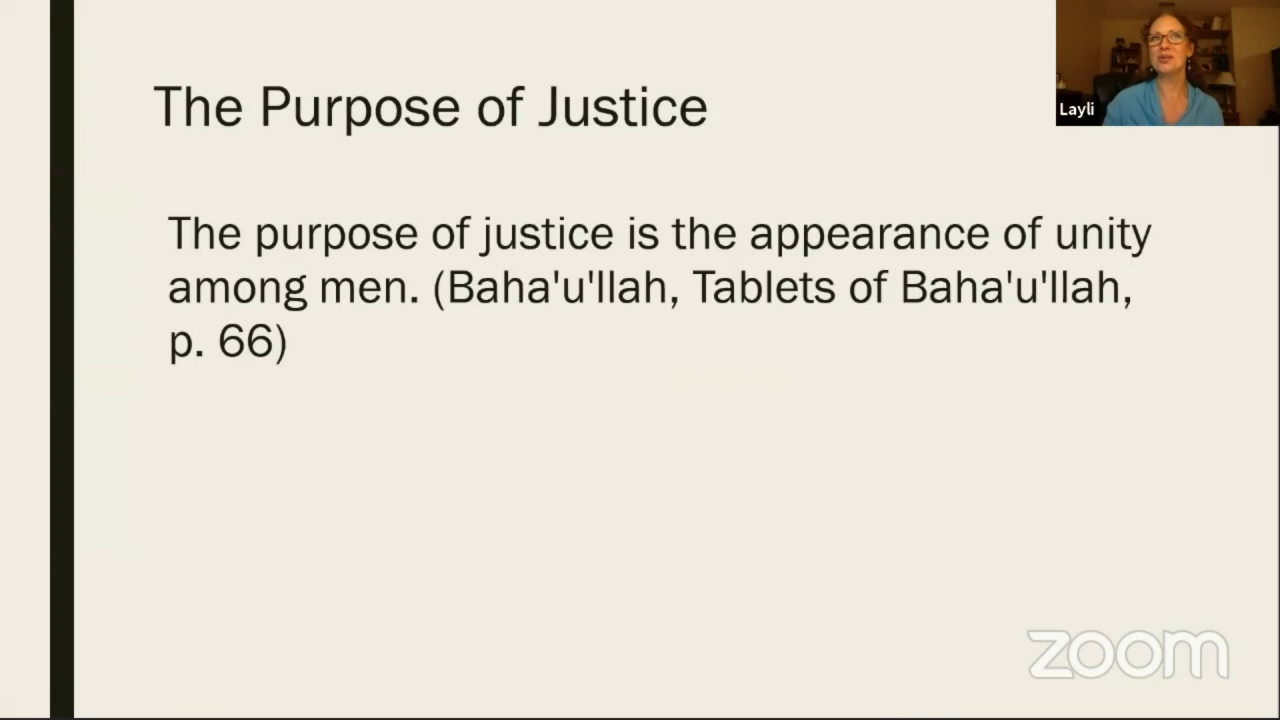 The Purpose of Justice
Layli
The purpose of justice is the appearance of unity
among men. (Baha'u'llah, Tablets of Baha'u'llah,
p. 66)
zoom